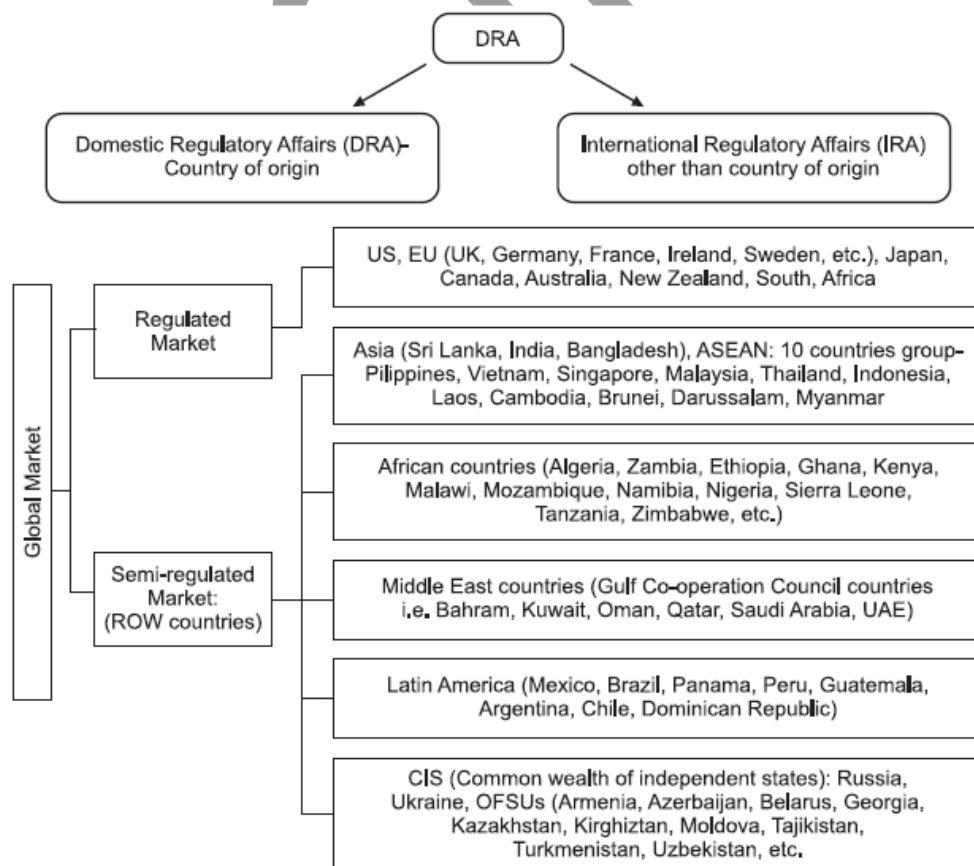 DRA
Domestic Regulatory Affairs (DRA)–
Country of origin
International Regulatory Affairs (IRA)
other than country of origin
Global Market
Regulated
Market
US, EU (UK, Germany, France, Ireland, Sweden, etc.), Japan,
Canada, Australia, New Zealand, South, Africa
Semi-regulated
Market:
(ROW countries)
Asia (Sri Lanka, India, Bangladesh), ASEAN: 10 countries group-
Pilippines, Vietnam, Singapore, Malaysia, Thailand, Indonesia,
Laos, Cambodia, Brunei, Darussalam, Myanmar
African countries (Algeria, Zambia, Ethiopia, Ghana, Kenya,
Malawi, Mozambique, Namibia, Nigeria, Sierra Leone,
Tanzania, Zimbabwe, etc.)
Middle East countries (Gulf Co-operation Council countries
i.e. Bahram, Kuwait, Oman, Qatar, Saudi Arabia, UAE)
Latin America (Mexico, Brazil, Panama, Peru, Guatemala,
Argentina, Chile, Dominican Republic)
CIS (Common wealth of independent states): Russia,
Ukraine, OFSUs (Armenia, Azerbaijan, Belarus, Georgia,
Kazakhstan, Kirghiztan, Moldova, Tajikistan,
Turkmenistan, Uzbekistan, etc.